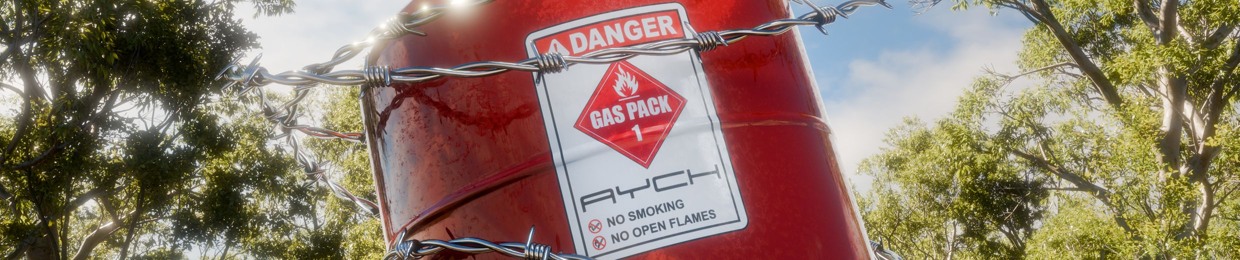 DANGER
GAS PACK
1
AYCH
NO SMOKING
NO OPEN FLAMES